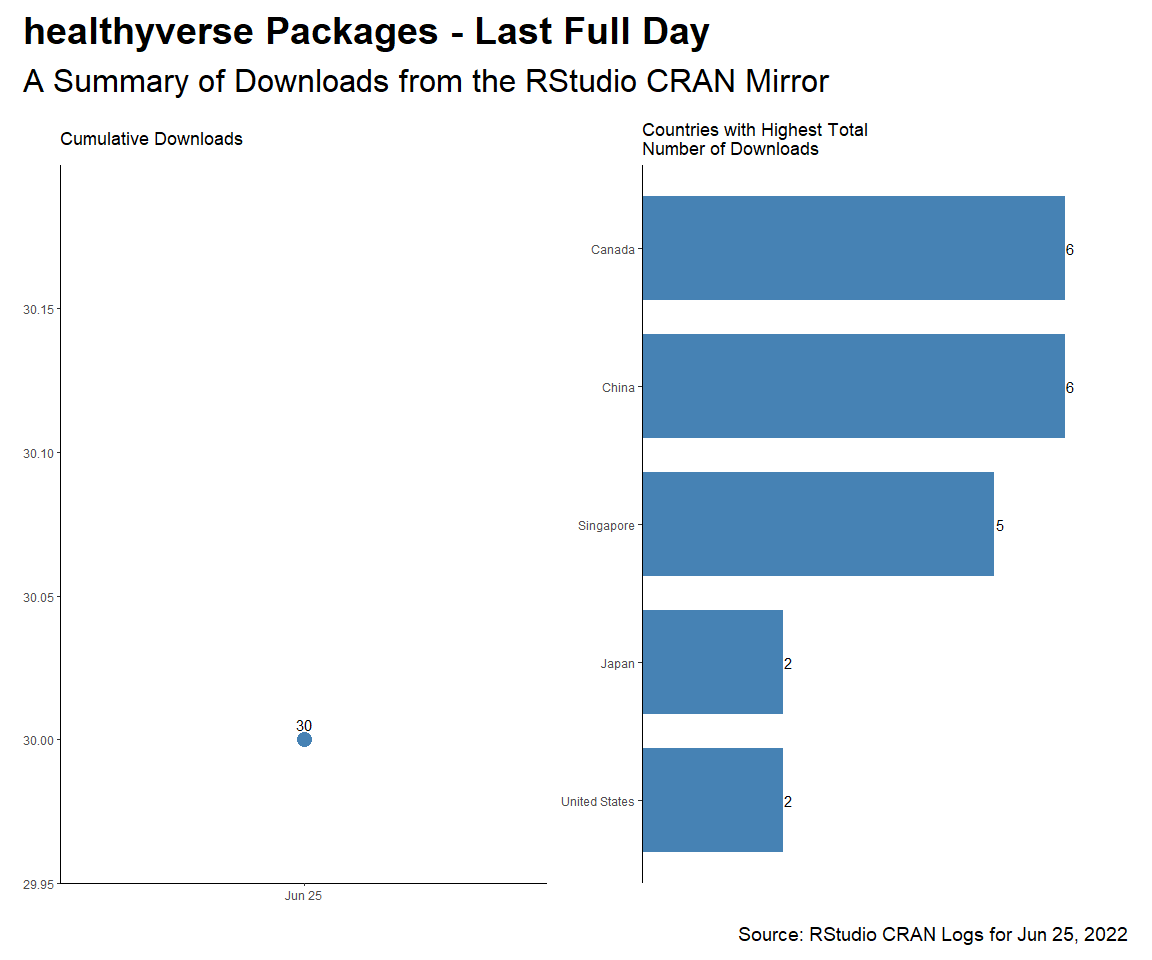 healthyverse Packages - Last Full Day
A Summary of Downloads from the RStudio CRAN Mirror
Cumulative Downloads
30.15
30.10
30.05
30.00
29.95
30
Jun 25
Countries with Highest Total
Number of Downloads
Canada 6
China 6
Singapore 5
Japan 2
United States 2
Source: RStudio CRAN Logs for Jun 25, 2022